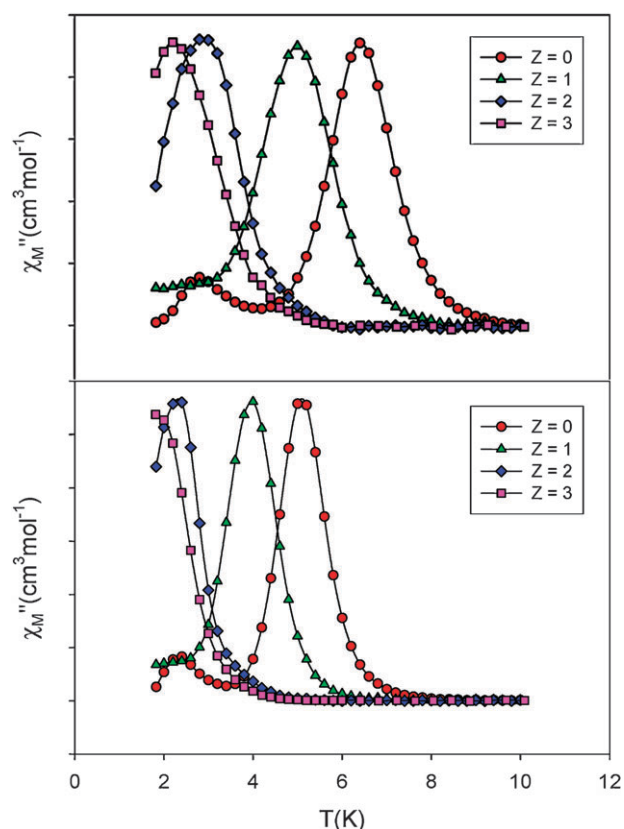 χM"(cm³mol⁻¹)
Z = 0
Z = 1
Z = 2
Z = 3
χM"(cm³mol⁻¹)
Z = 0
Z = 1
Z = 2
Z = 3
0 2 4 6 8 10 12
T(K)